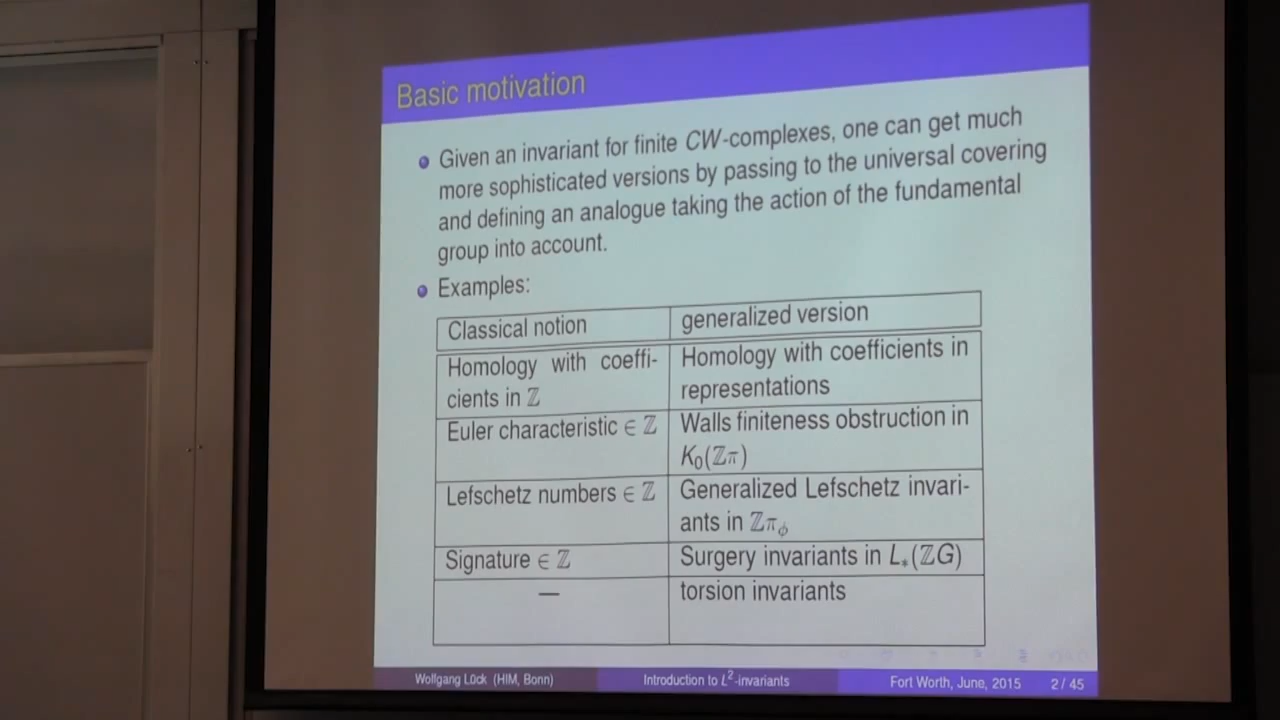 Basic motivation
Given an invariant for finite CW-complexes, one can get much
more sophisticated versions by passing to the universal covering
and defining an analogue taking the action of the fundamental
group into account.
Examples:
Classical notion
generalized version
Homology with coeffi-
cients in ℤ
Homology with coefficients in
representations
Euler characteristic ∈ ℤ
Walls finiteness obstruction in
K₀(ℤπ)
Lefschetz numbers ∈ ℤ
Generalized Lefschetz invari-
ants in ℤπ_ϕ
Signature ∈ ℤ
Surgery invariants in L_*(ℤG)
—
torsion invariants
Wolfgang Lück (HIM, Bonn)
Introduction to L²-invariants
Fort Worth, June, 2015
2 / 45